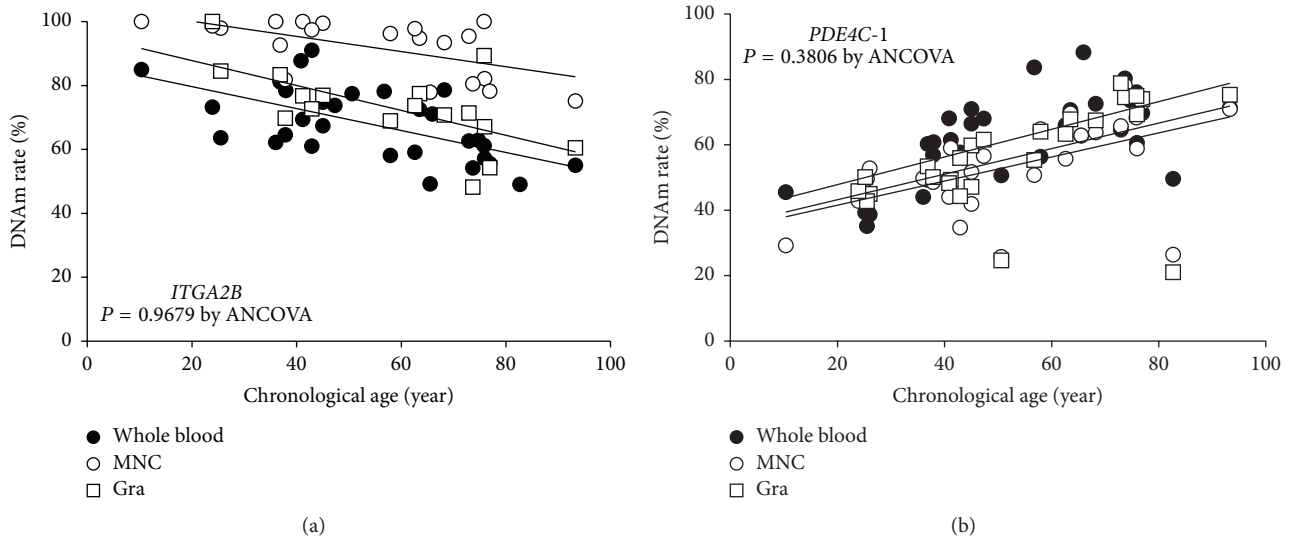 100
80
60
40
20
0
DNAm rate (%)
ITGA2B
P = 0.9679 by ANCOVA
0 20 40 60 80 100
Chronological age (year)
Whole blood
MNC
Gra
(a)
100
80
60
40
20
0
DNAm rate (%)
PDE4C-1
P = 0.3806 by ANCOVA
0 20 40 60 80 100
Chronological age (year)
Whole blood
MNC
Gra
(b)